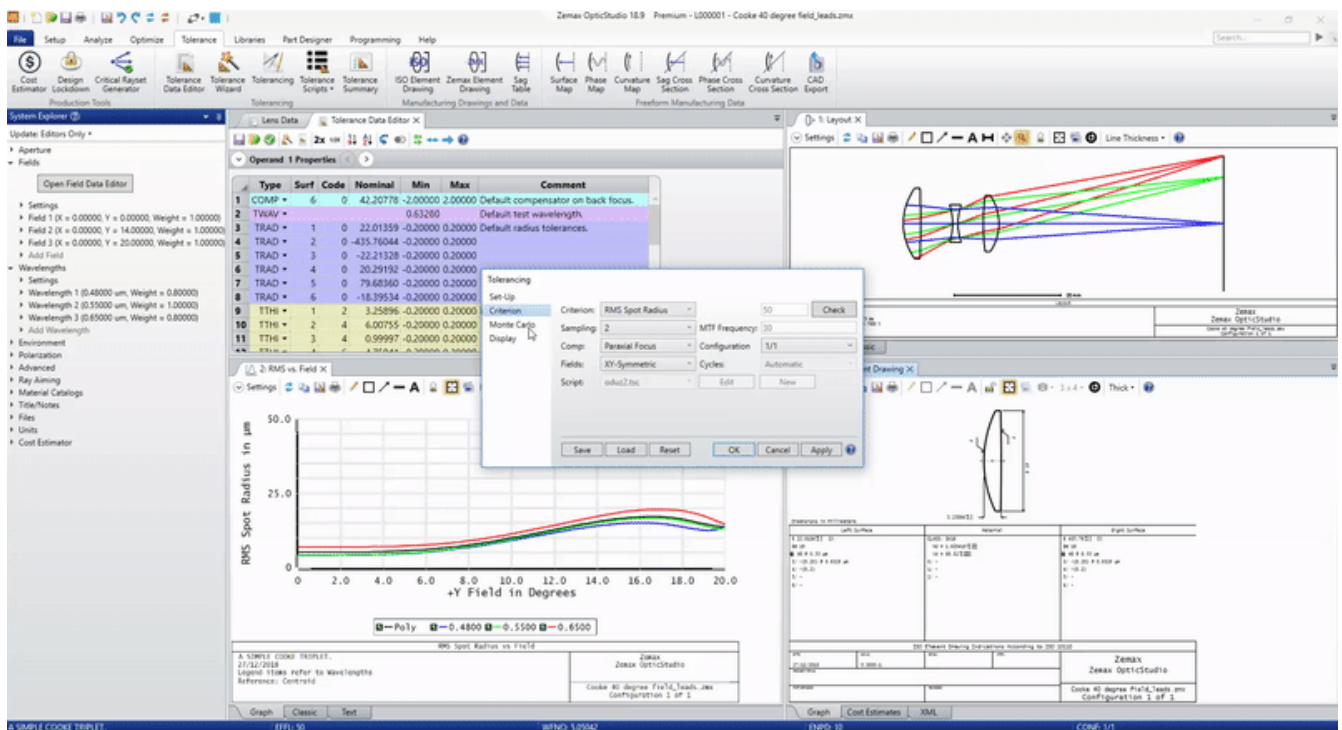 Zemax OpticStudio 18.9 Premium - L000001 - Cooke 40 degree field_leads.zmx
File Setup Analyze Optimize Tolerance Libraries Part Designer Programming Help
Search...
Cost Estimator
Design Lockdown
Critical Rayset Generator
Tolerance Data Editor
Tolerance Wizard
Tolerancing
Tolerance Scripts
Tolerance Summary
ISO Element Drawing
Zemax Element Drawing
Sag Table
Surface Map
Phase Map
Curvature Map
Sag Cross Section
Phase Cross Section
Curvature Cross Section
CAD Export
Production Tools
Tolerancing
Manufacturing Drawings and Data
Freeform Manufacturing Data
System Explorer
Update: Editors Only
Aperture
Fields
Open Field Data Editor
Settings
Field 1 (X = 0.00000, Y = 0.00000, Weight = 1.00000)
Field 2 (X = 0.00000, Y = 14.00000, Weight = 1.00000)
Field 3 (X = 0.00000, Y = 20.00000, Weight = 1.00000)
Add Field
Wavelengths
Settings
Wavelength 1 (0.48000 um, Weight = 0.80000)
Wavelength 2 (0.55000 um, Weight = 1.00000)
Wavelength 3 (0.65000 um, Weight = 0.80000)
Add Wavelength
Environment
Polarization
Advanced
Ray Aiming
Material Catalogs
Title/Notes
Files
Units
Cost Estimator
Lens Data Tolerance Data Editor
Operand 1 Properties
Type Surf Code Nominal Min Max Comment
1 COMP 6 0 42.20778 -2.00000 2.00000 Default compensator on back focus.
2 TWAV 0.63280 Default test wavelength.
3 TRAD 1 0 22.01359 -0.20000 0.20000 Default radius tolerances.
4 TRAD 2 0 -435.76044 -0.20000 0.20000
5 TRAD 3 0 -22.21328 -0.20000 0.20000
6 TRAD 4 0 20.29192 -0.20000 0.20000
7 TRAD 5 0 79.68360 -0.20000 0.20000
8 TRAD 6 0 -18.39534 -0.20000 0.20000
9 TTHI 1 2 3.25896 -0.20000 0.20000
10 TTHI 2 4 6.00755 -0.20000 0.20000
11 TTHI 3 4 0.99997 -0.20000 0.20000
1: Layout
Settings Line Thickness
Zemax
Zemax OpticStudio
Tolerancing
Set-Up
Criterion
Monte Carlo
Display
Criterion: RMS Spot Radius 50 Check
Sampling: 2 MTF Frequency: 30
Comp: Paraxial Focus Configuration 1/1
Fields: XY-Symmetric Cycles: Automatic
Script: Edit New
Save Load Reset OK Cancel Apply
2: RMS vs. Field
Settings
RMS Spot Radius in µm
50.0
25.0
0
0 2.0 4.0 6.0 8.0 10.0 12.0 14.0 16.0 18.0 20.0
+Y Field in Degrees
Poly 0.4800 0.5500 0.6500
RMS Spot Radius vs Field
A SIMPLE COOKE TRIPLET.
27/12/2018
Legend items refer to Wavelengths
Reference: Centroid
Zemax
Zemax OpticStudio
Cooke 40 degree field_leads.zmx
Configuration 1 of 1
Graph Classic Text
Drawing
Thick
Left Surface Material Right Surface
ISO Element Drawing Indications According to ISO 10110
Zemax
Zemax OpticStudio
Cooke 40 degree field_leads.zmx
Configuration 1 of 1
Graph Cost Estimates XML
A SIMPLE COOKE TRIPLET. EFFL: 50 WFNO: 5.05042 ENPD: 10 CONF: 1/1